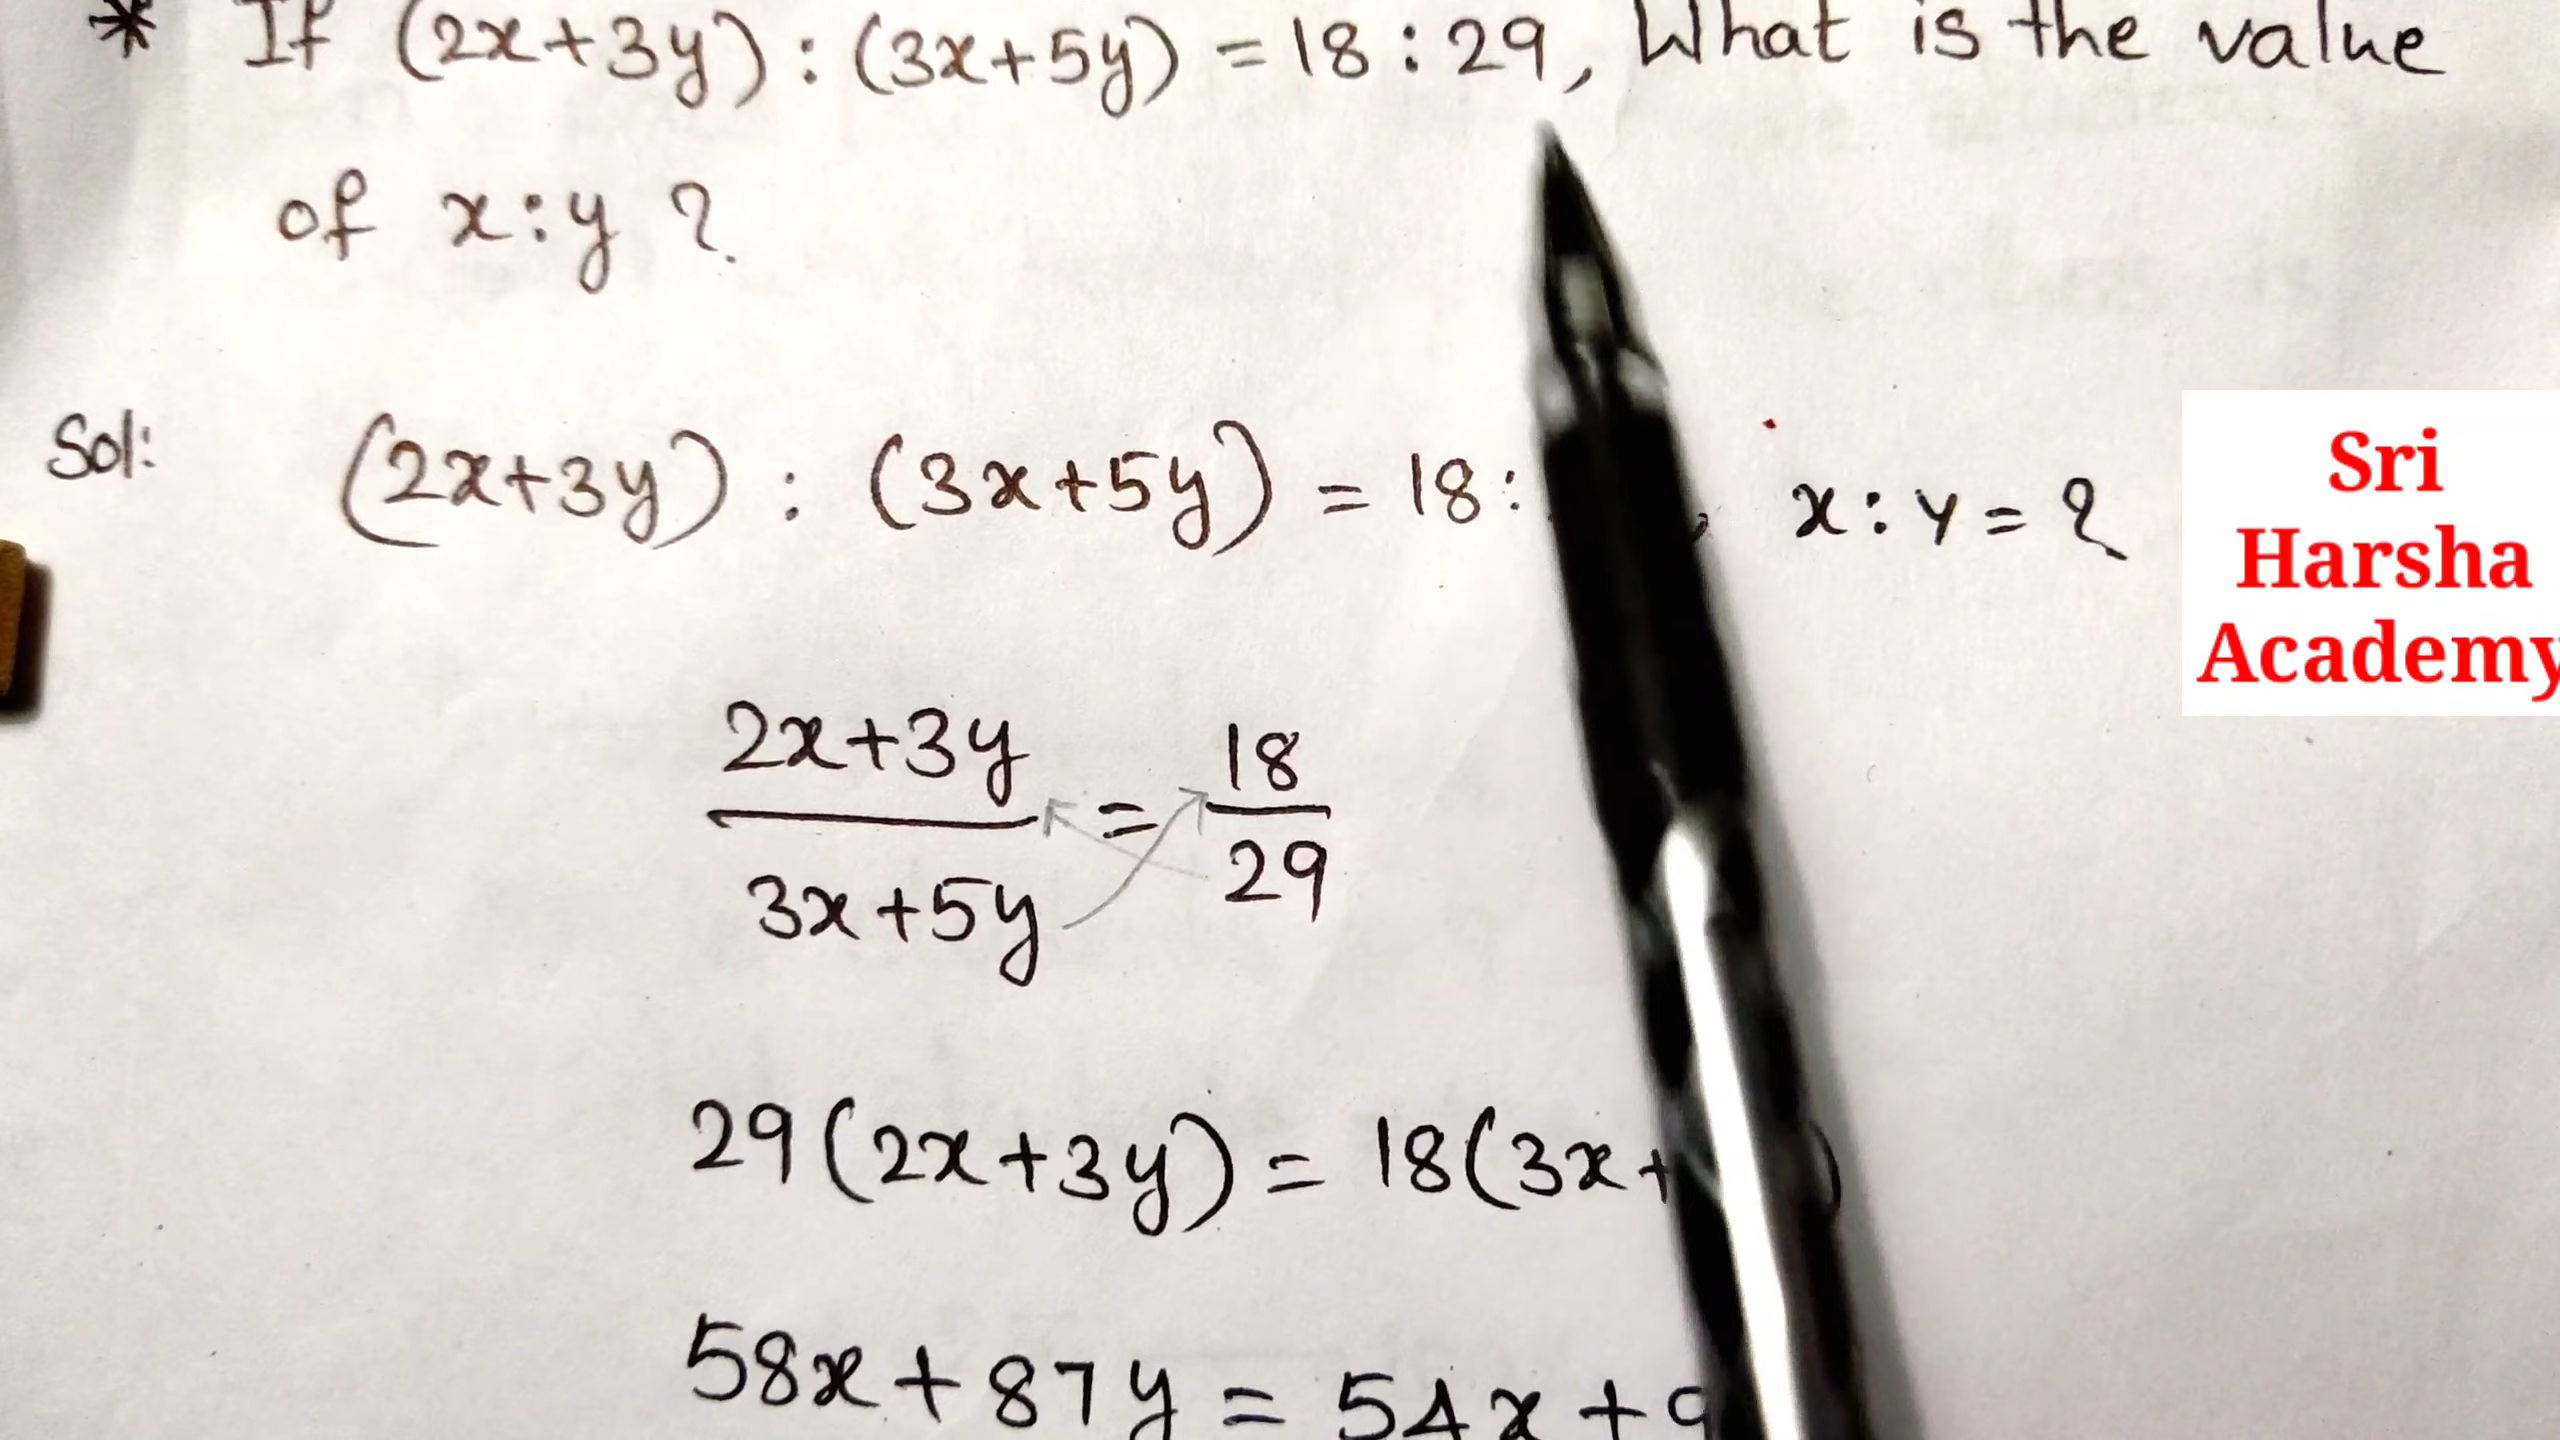 * If (2x+3y) : (3x+5y) = 18 : 29, What is the value
of x:y ?
Sol: (2x+3y) : (3x+5y) = 18: , x : y = ?
Sri
Harsha
Academy
2x+3y / 3x+5y = 18 / 29
29(2x+3y) = 18(3x+ )
58x + 87y = 54x + 9